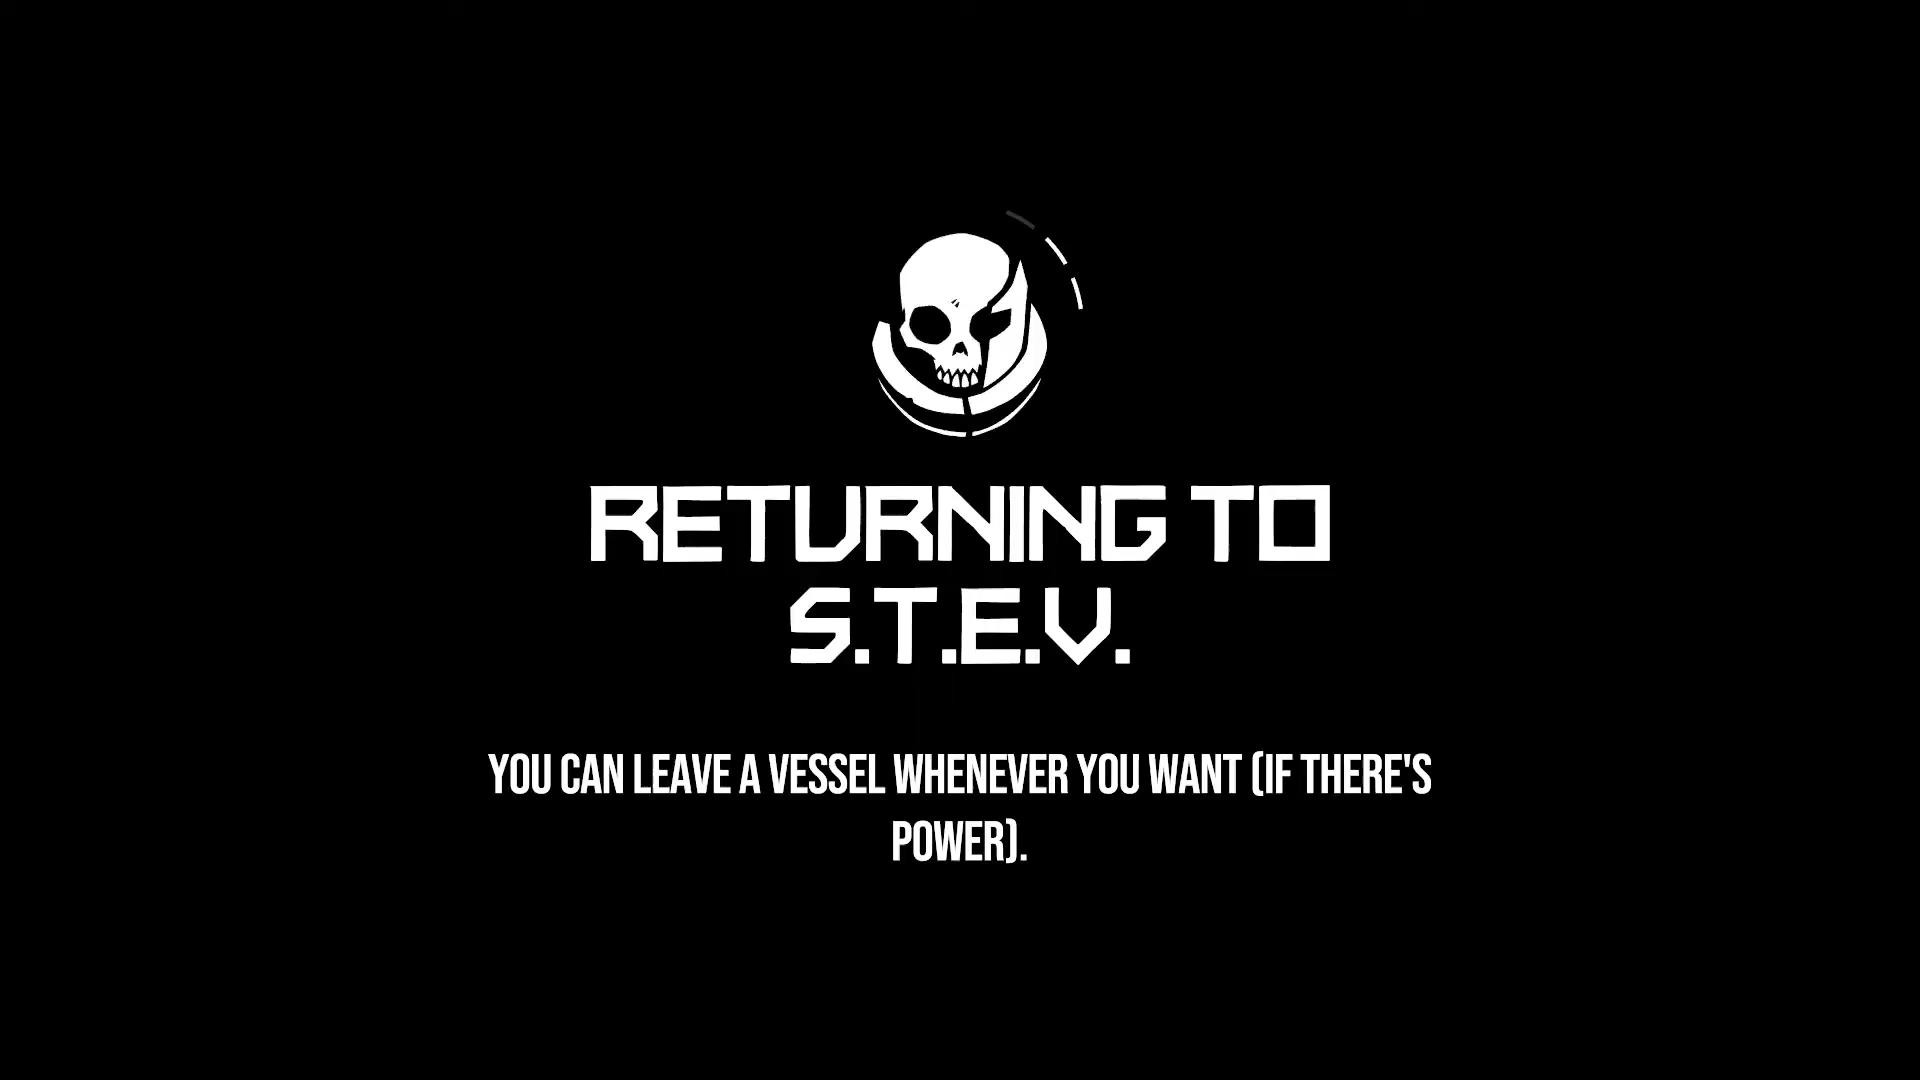 RETURNING TO
S.T.E.V.
YOU CAN LEAVE A VESSEL WHENEVER YOU WANT (IF THERE'S
POWER).